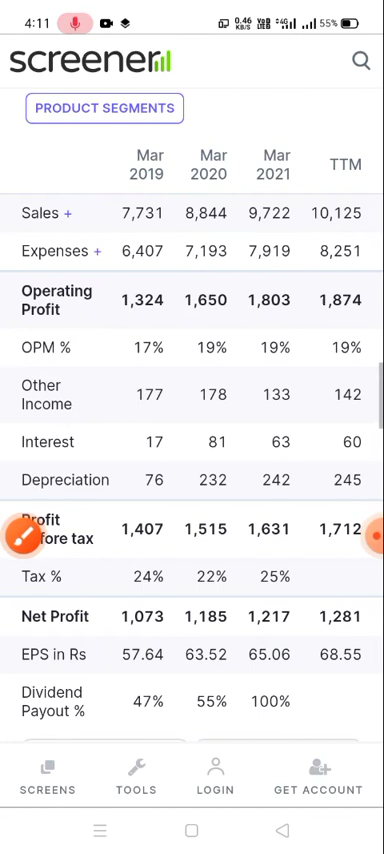 4:11 0.46 KB/S Vo LTE 4G 55%
screener
PRODUCT SEGMENTS
Mar 2019 Mar 2020 Mar 2021 TTM
Sales + 7,731 8,844 9,722 10,125
Expenses + 6,407 7,193 7,919 8,251
Operating Profit 1,324 1,650 1,803 1,874
OPM % 17% 19% 19% 19%
Other Income 177 178 133 142
Interest 17 81 63 60
Depreciation 76 232 242 245
Profit before tax 1,407 1,515 1,631 1,712
Tax % 24% 22% 25%
Net Profit 1,073 1,185 1,217 1,281
EPS in Rs 57.64 63.52 65.06 68.55
Dividend Payout % 47% 55% 100%
SCREENS TOOLS LOGIN GET ACCOUNT